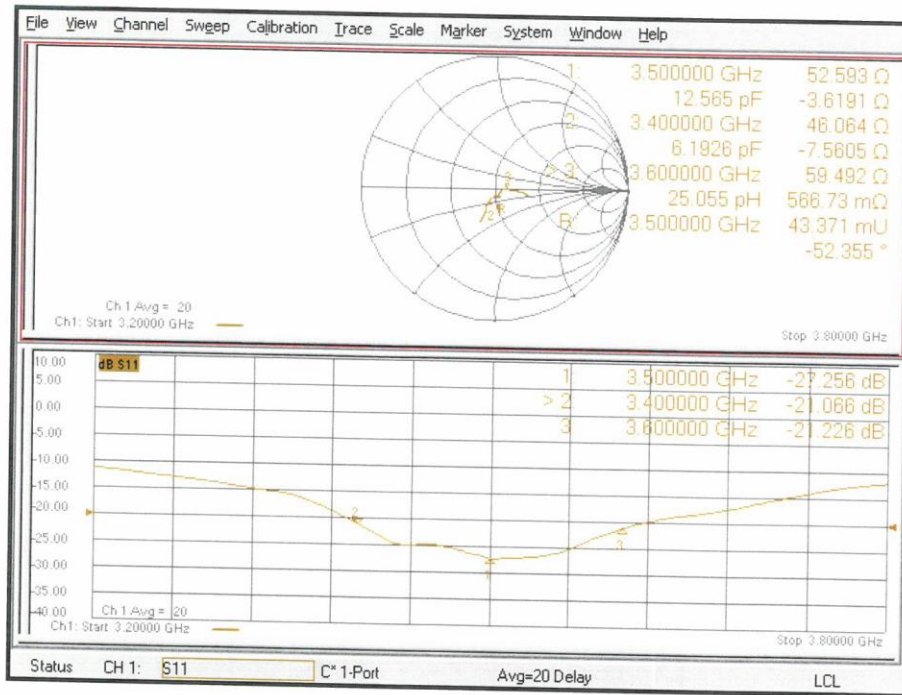 File View Channel Sweep Calibration Trace Scale Marker System Window Help
1: 3.500000 GHz 52.593 Ω
12.565 pF -3.6191 Ω
2: 3.400000 GHz 46.064 Ω
6.1926 pF -7.5605 Ω
> 3: 3.600000 GHz 59.492 Ω
25.055 pH 566.73 mΩ
R: 3.500000 GHz 43.371 mU
-52.355 °
3
2
Ch 1 Avg = 20
Ch1: Start 3.20000 GHz
Stop 3.80000 GHz
10.00
dB S11
5.00
0.00
-5.00
-10.00
-15.00
-20.00
-25.00
-30.00
-35.00
-40.00
1: 3.500000 GHz -27.256 dB
> 2: 3.400000 GHz -21.066 dB
3: 3.600000 GHz -21.226 dB
2
1
3
Ch 1 Avg = 20
Ch1: Start 3.20000 GHz
Stop 3.80000 GHz
Status CH 1: S11 C* 1-Port Avg=20 Delay LCL